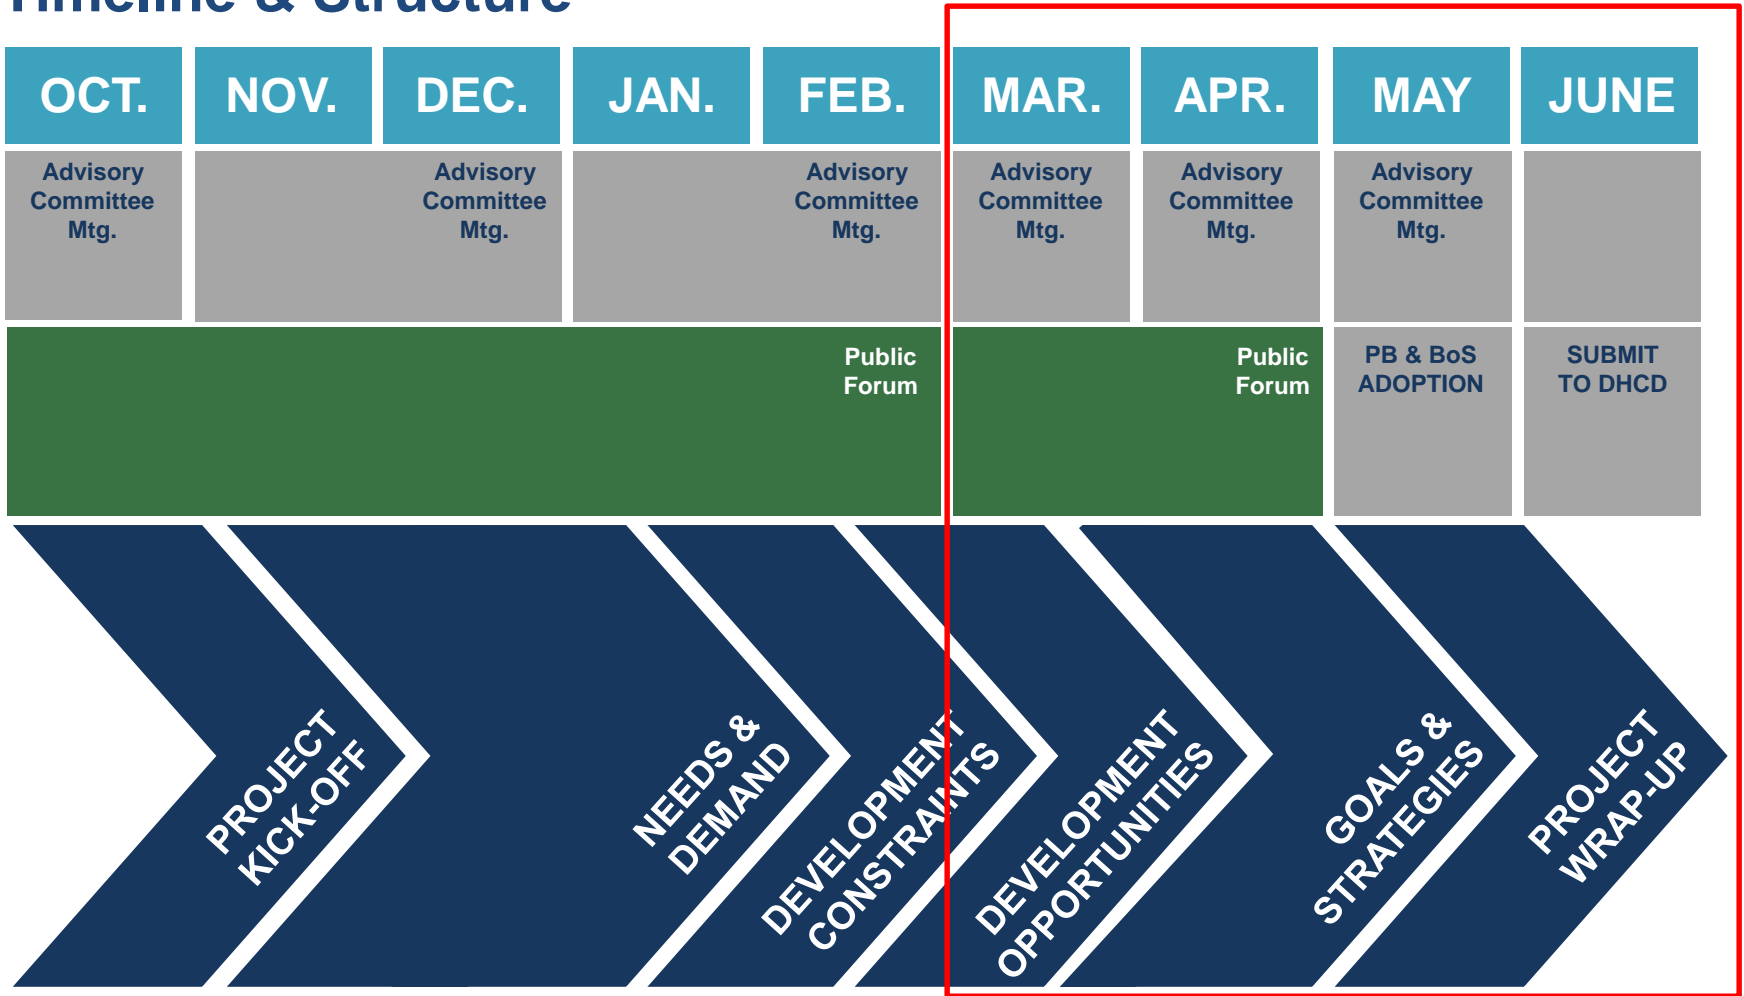 Timeline & Structure
OCT.
NOV.
DEC.
JAN.
FEB.
MAR.
APR.
MAY
JUNE
Advisory
Committee
Mtg.
Advisory
Committee
Mtg.
Advisory
Committee
Mtg.
Advisory
Committee
Mtg.
Advisory
Committee
Mtg.
Advisory
Committee
Mtg.
Public
Forum
Public
Forum
PB & BoS
ADOPTION
SUBMIT
TO DHCD
PROJECT
KICK-OFF
NEEDS &
DEMAND
DEVELOPMENT
CONSTRAINTS
DEVELOPMENT
OPPORTUNITIES
GOALS &
STRATEGIES
PROJECT
WRAP-UP